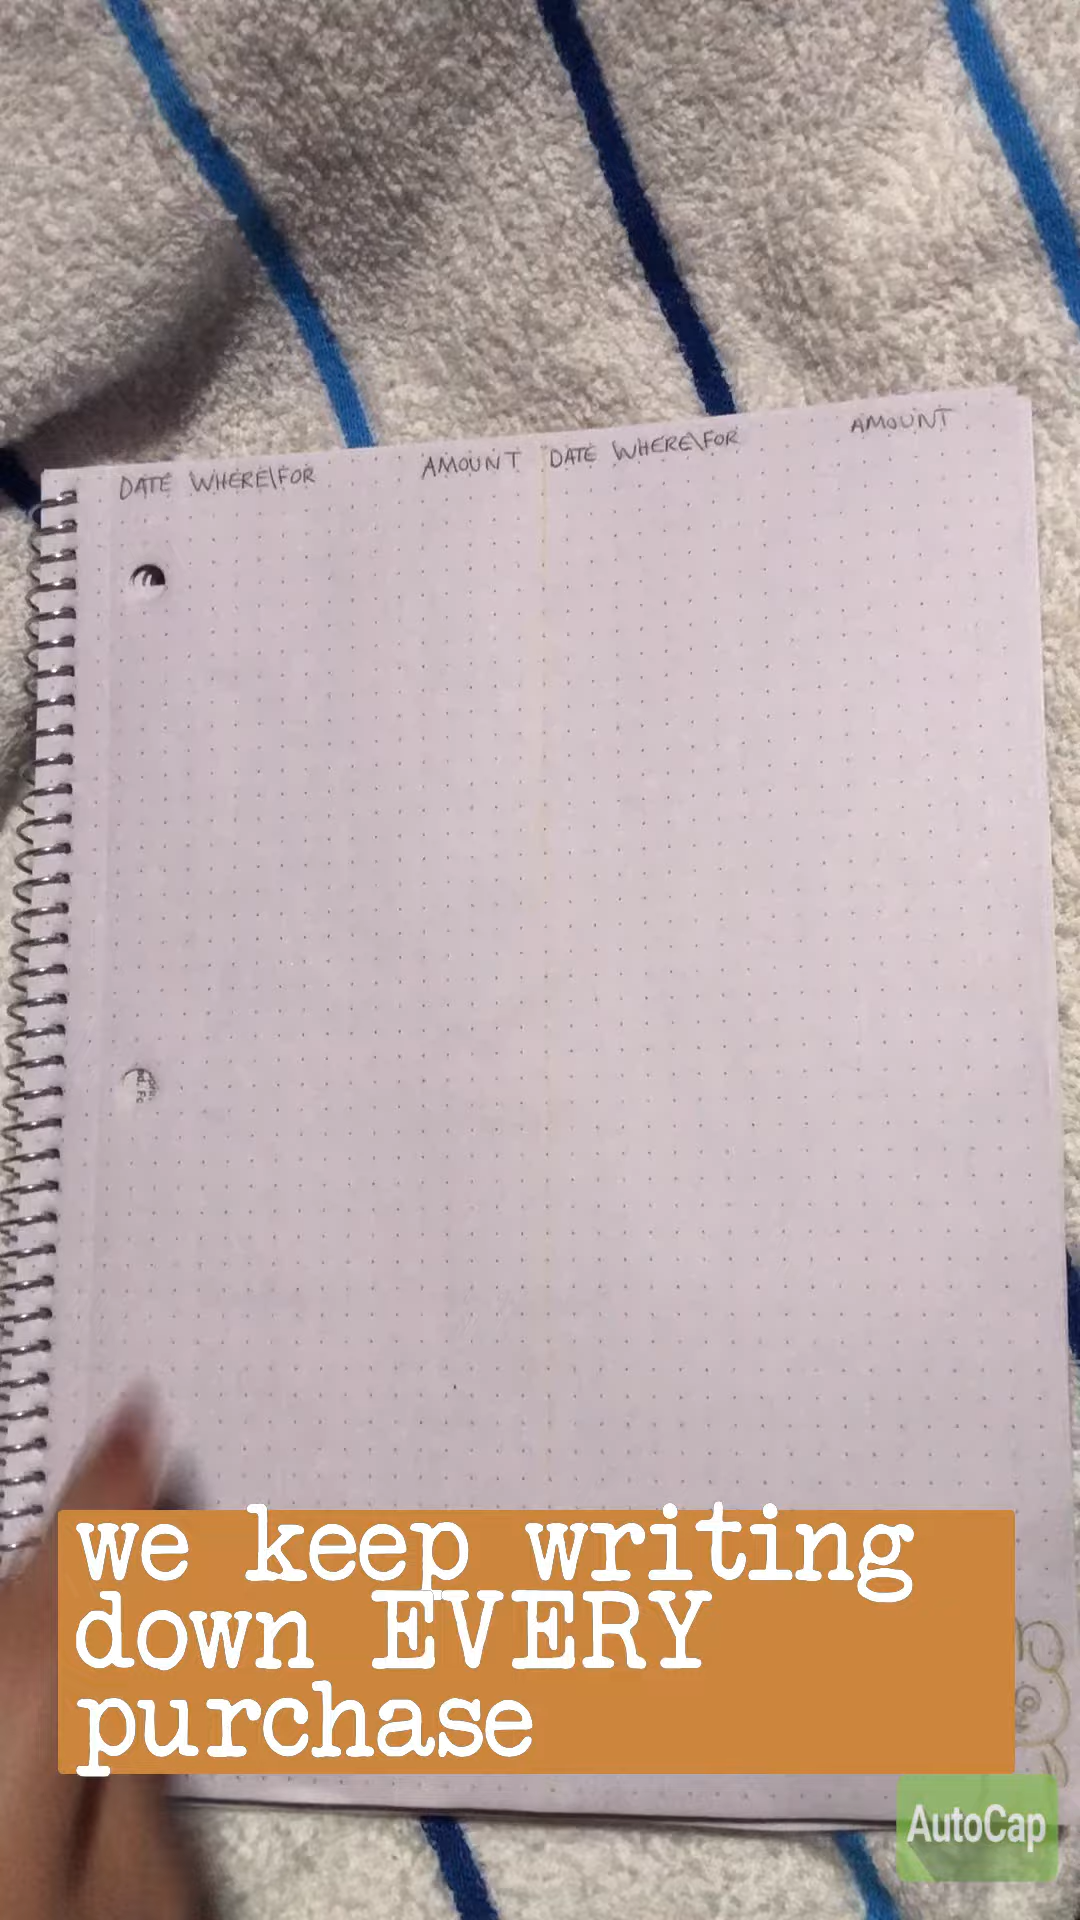 DATE WHERE\FOR AMOUNT DATE WHERE\FOR AMOUNT
we keep writing
down EVERY
purchase
AutoCap